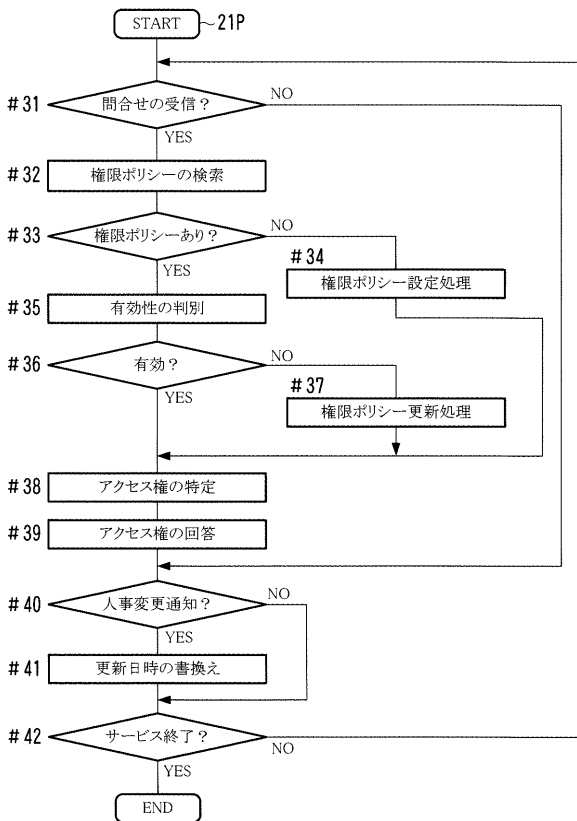 START
21P
#31
問合せの受信?
NO
YES
#32
権限ポリシーの検索
#33
権限ポリシーあり?
NO
YES
#34
権限ポリシー設定処理
#35
有効性の判別
#36
有効?
NO
YES
#37
権限ポリシー更新処理
#38
アクセス権の特定
#39
アクセス権の回答
#40
人事変更通知?
NO
YES
#41
更新日時の書換え
#42
サービス終了?
NO
YES
END